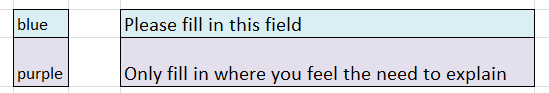 blue Please fill in this field
purple Only fill in where you feel the need to explain